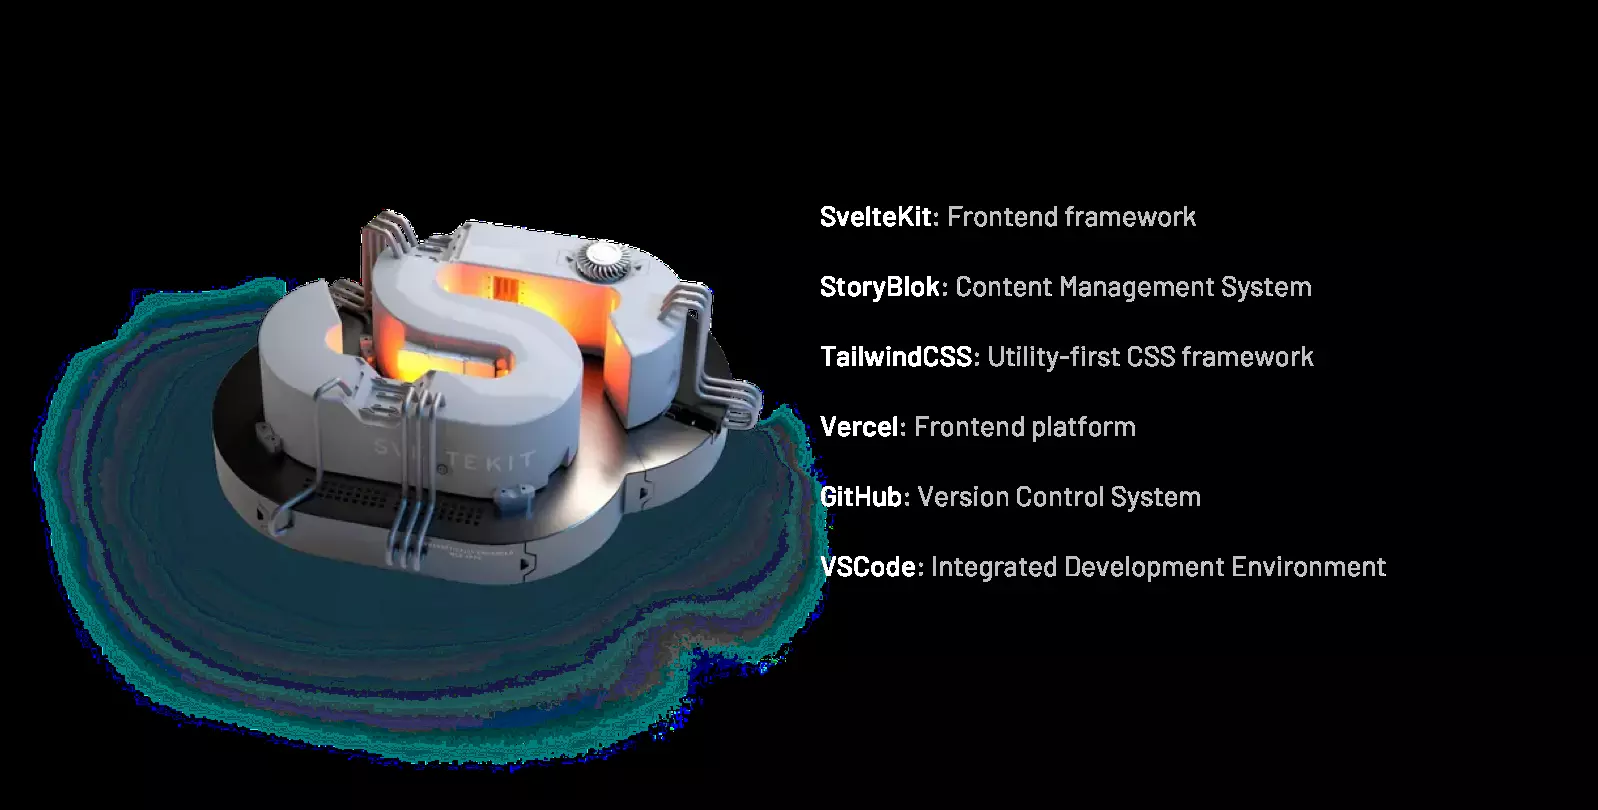 SVELTEKIT
SvelteKit: Frontend framework
StoryBlok: Content Management System
TailwindCSS: Utility-first CSS framework
Vercel: Frontend platform
GitHub: Version Control System
VSCode: Integrated Development Environment